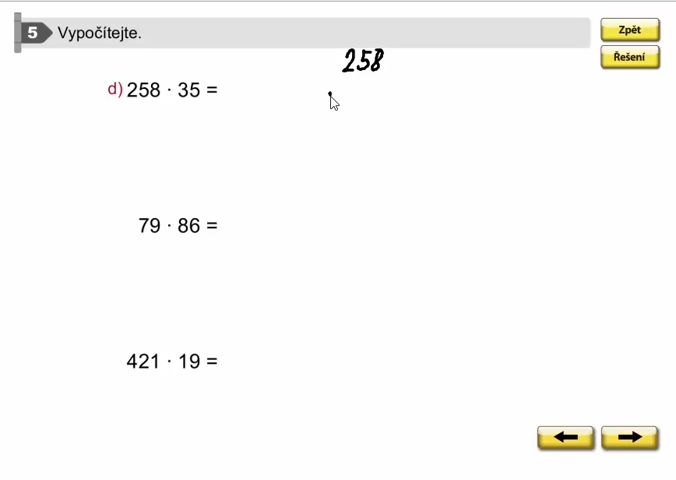 5 Vypočítejte.
Zpět
Řešení
258
d) 258 · 35 =
79 · 86 =
421 · 19 =